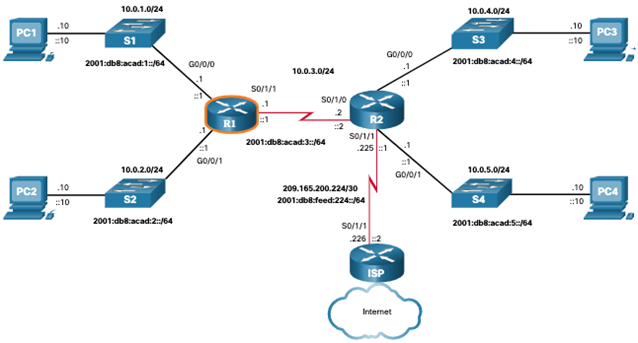 10.0.1.0/24
10.0.4.0/24
PC1
.10
::10
S1
S3
.10
::10
PC3
G0/0/0
2001:db8:acad:1::/64
G0/0/0
2001:db8:acad:4::/64
.1
::1
S0/1/1
10.0.3.0/24
.1
::1
R1
.1
::1
S0/1/0
.2
::2
R2
2001:db8:acad:3::/64
.1
::1
G0/0/1
S0/1/1
.225
::1
.1
::1
G0/0/1
10.0.2.0/24
10.0.5.0/24
PC2
.10
::10
S2
209.165.200.224/30
2001:db8:feed:224::/64
S4
.10
::10
PC4
2001:db8:acad:2::/64
2001:db8:acad:5::/64
S0/1/1
.226
::2
ISP
Internet